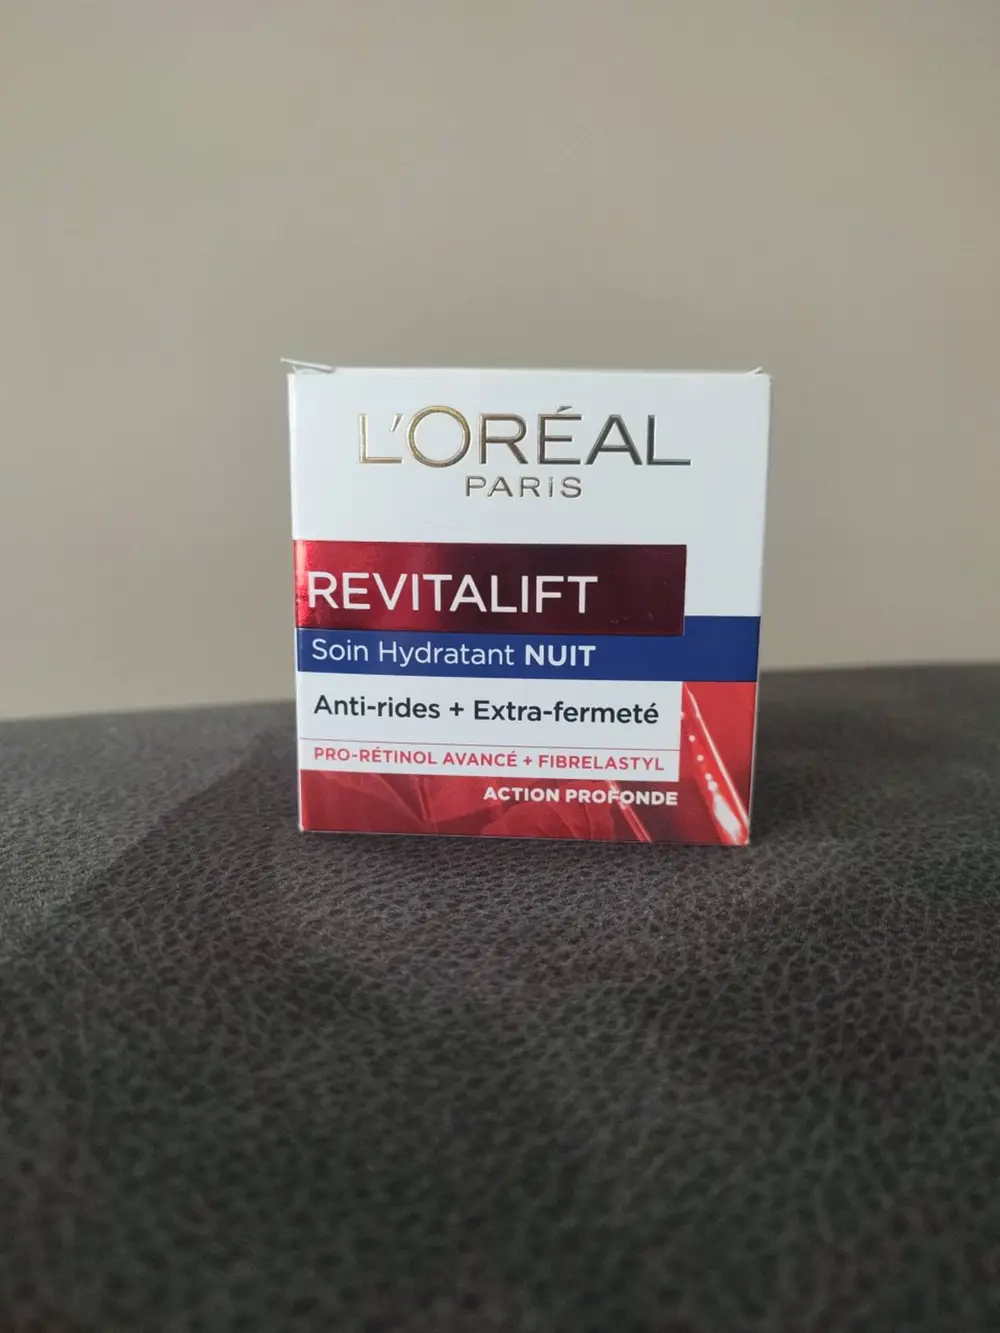 L'ORÉAL
PARIS
REVITALIFT
Soin Hydratant NUIT
Anti-rides + Extra-fermeté
PRO-RÉTINOL AVANCÉ + FIBRELASTYL
ACTION PROFONDE